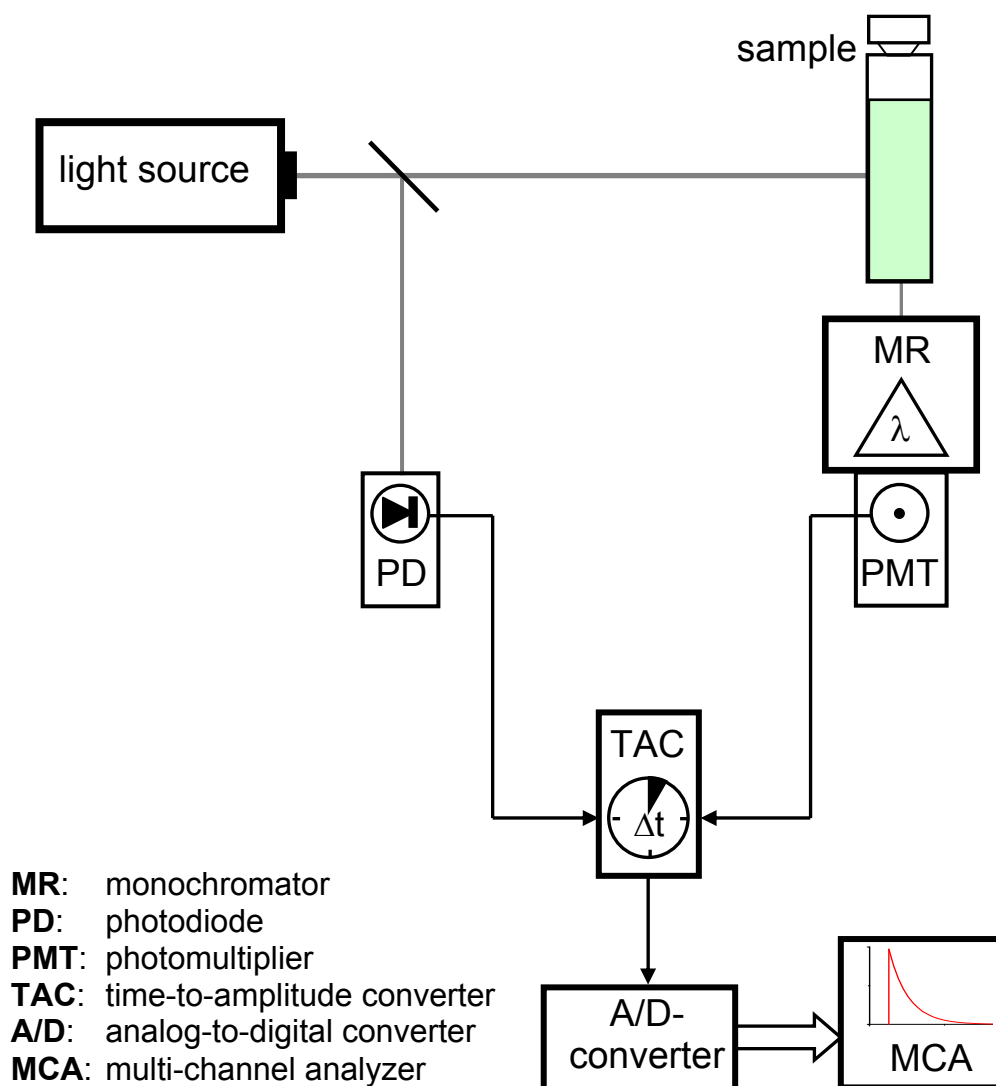 sample
light source
MR
λ
PD
PMT
TAC
Δt
MR: monochromator
PD: photodiode
PMT: photomultiplier
TAC: time-to-amplitude converter
A/D: analog-to-digital converter
MCA: multi-channel analyzer
A/D-
converter
MCA